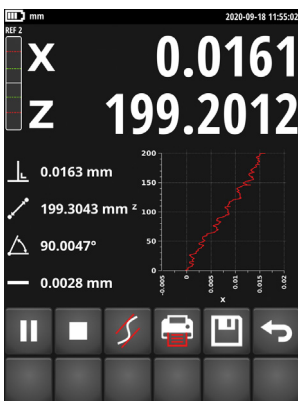 mm 2020-09-18 11:55:02
REF 2
X 0.0161
Z 199.2012
0.0163 mm
199.3043 mm z
90.0047°
0.0028 mm
200
150
z
100
50
0
-0.005 0 0.005 0.01 0.015 0.02
x